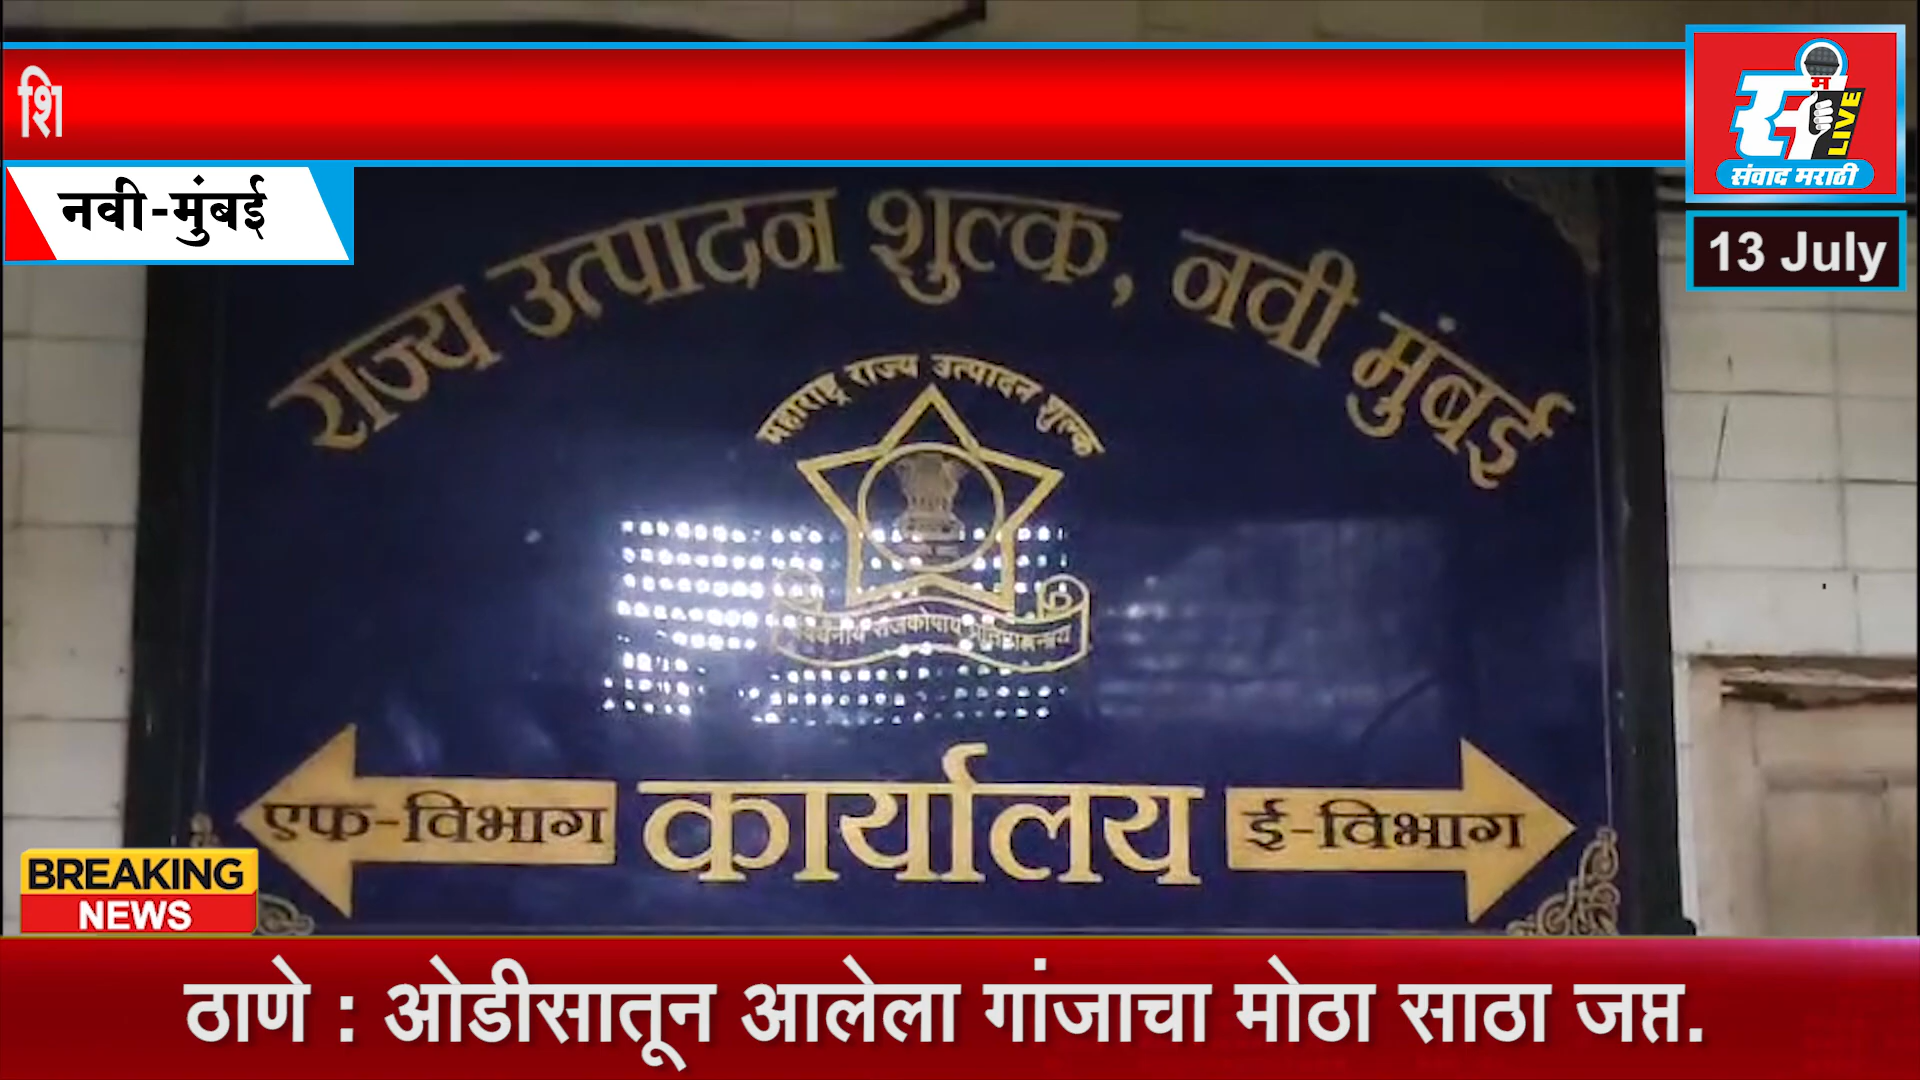 शि
स
म
LIVE
संवाद मराठी
नवी-मुंबई
13 July
राज्य उत्पादन शुल्क, नवी मुंबई
महाराष्ट्र राज्य उत्पादन शुल्क
एफ-विभाग कार्यालय ई-विभाग
BREAKING
NEWS
ठाणे : ओडीसातून आलेला गांजाचा मोठा साठा जप्त.